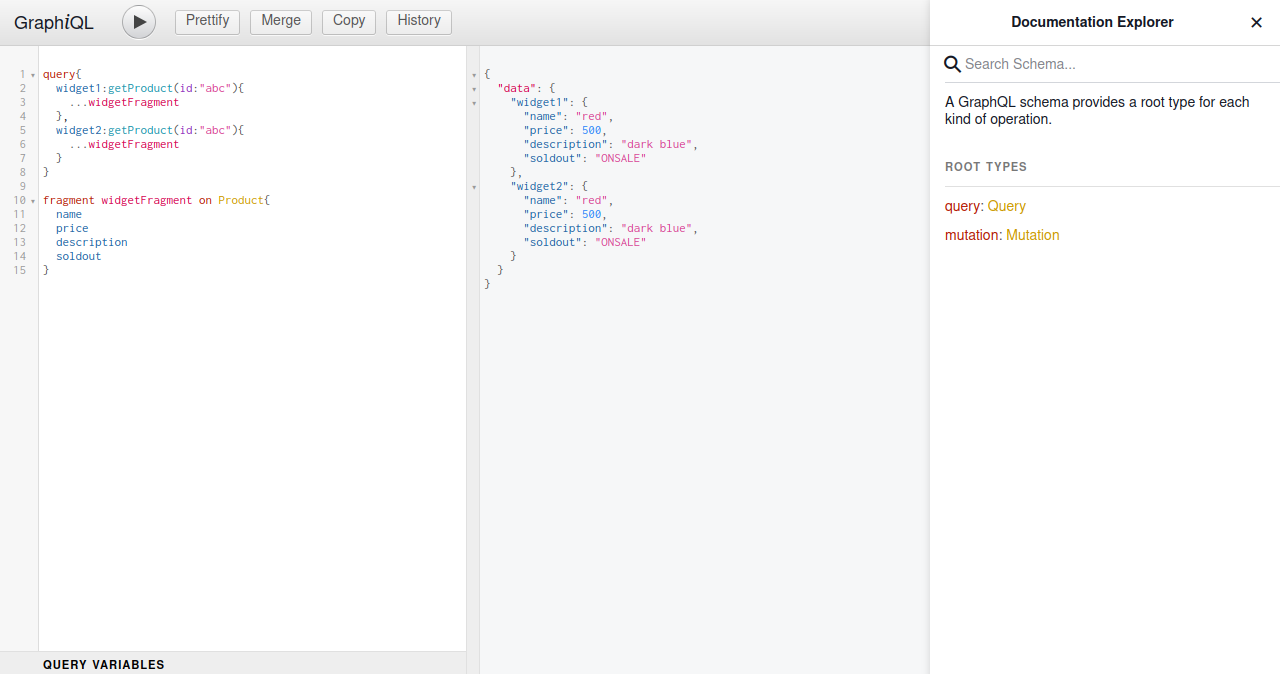 GraphiQL Prettify Merge Copy History
1 query{
2 widget1:getProduct(id:"abc"){
3 ...widgetFragment
4 },
5 widget2:getProduct(id:"abc"){
6 ...widgetFragment
7 }
8 }
9
10 fragment widgetFragment on Product{
11 name
12 price
13 description
14 soldout
15 }
QUERY VARIABLES
{
"data": {
"widget1": {
"name": "red",
"price": 500,
"description": "dark blue",
"soldout": "ONSALE"
},
"widget2": {
"name": "red",
"price": 500,
"description": "dark blue",
"soldout": "ONSALE"
}
}
}
Documentation Explorer
Search Schema...
A GraphQL schema provides a root type for each
kind of operation.
ROOT TYPES
query: Query
mutation: Mutation